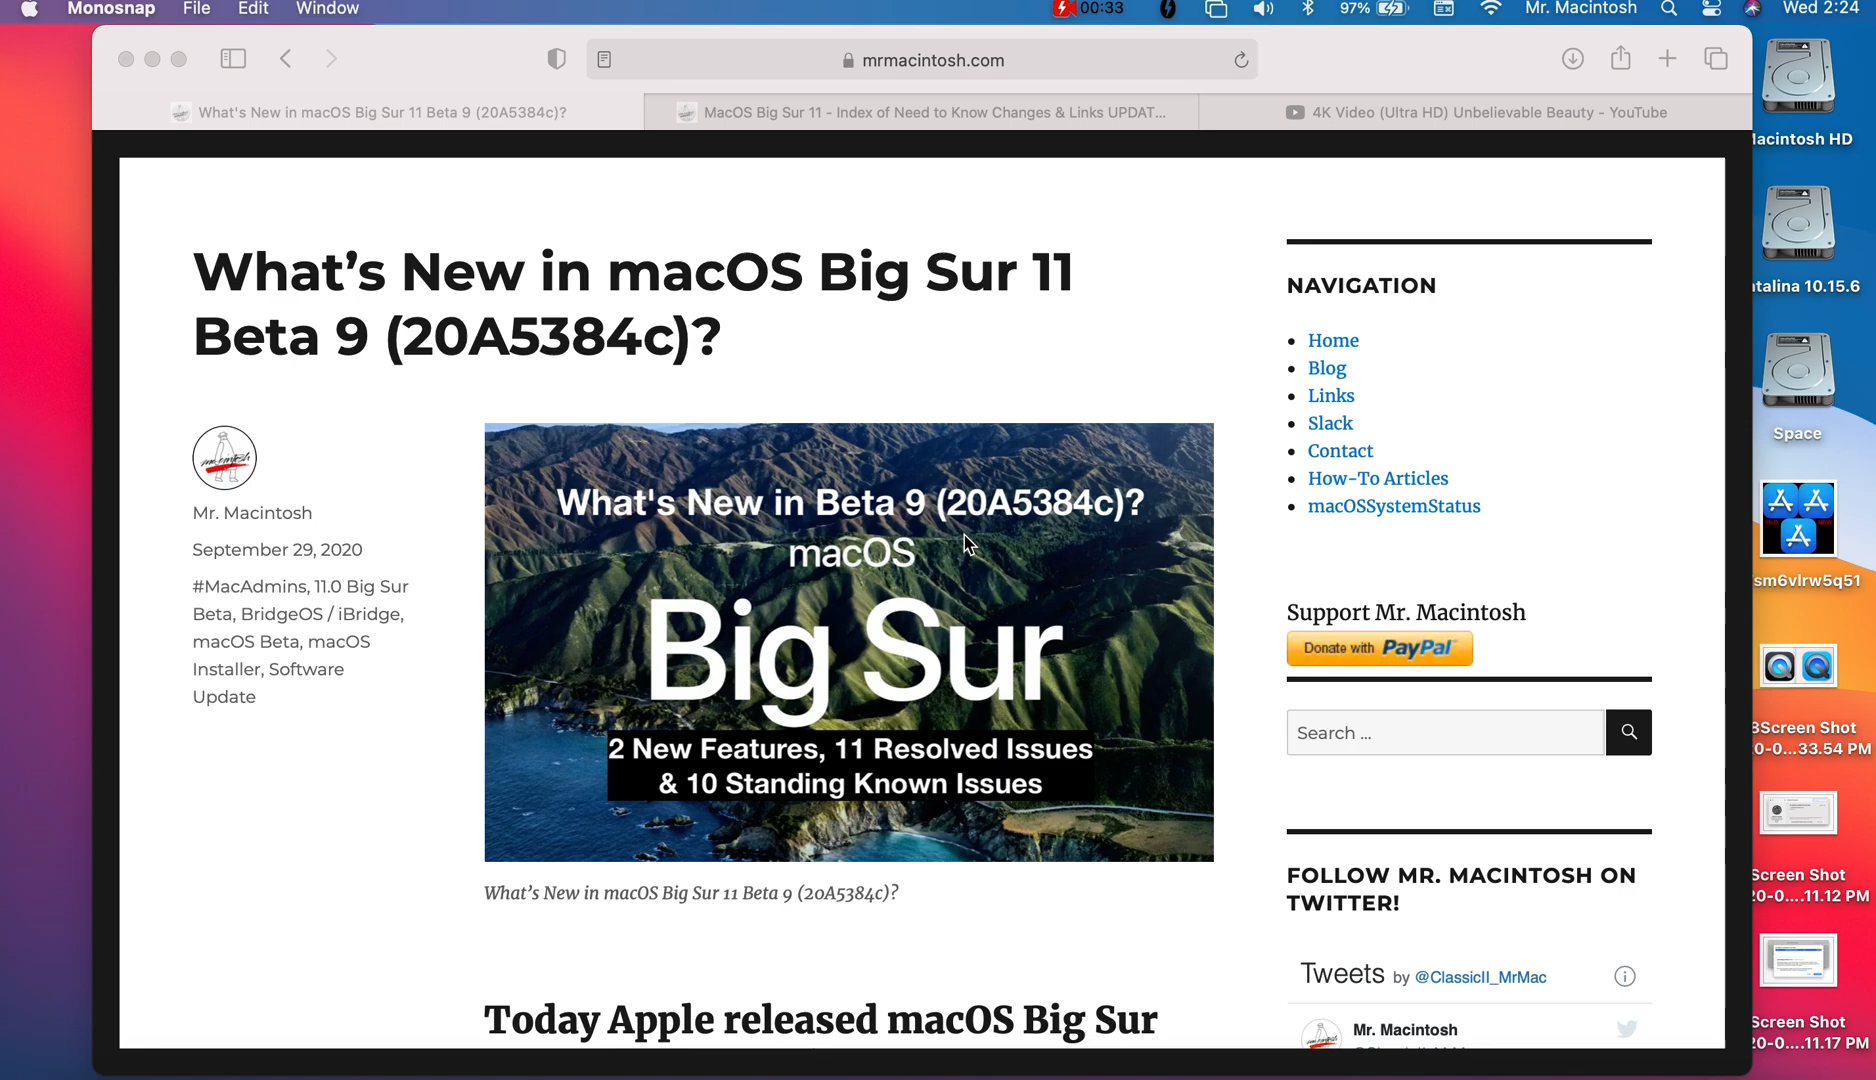 Monosnap File Edit Window 00:33 97% Mr. Macintosh Wed 2:24
mrmacintosh.com
What's New in macOS Big Sur 11 Beta 9 (20A5384c)?
MacOS Big Sur 11 - Index of Need to Know Changes & Links UPDAT...
4K Video (Ultra HD) Unbelievable Beauty - YouTube
What’s New in macOS Big Sur 11
Beta 9 (20A5384c)?
Mr. Macintosh
September 29, 2020
#MacAdmins, 11.0 Big Sur
Beta, BridgeOS / iBridge,
macOS Beta, macOS
Installer, Software
Update
What's New in Beta 9 (20A5384c)?
macOS
Big Sur
2 New Features, 11 Resolved Issues
& 10 Standing Known Issues
What’s New in macOS Big Sur 11 Beta 9 (20A5384c)?
Today Apple released macOS Big Sur
NAVIGATION
Home
Blog
Links
Slack
Contact
How-To Articles
macOSSystemStatus
Support Mr. Macintosh
Donate with PayPal
Search ...
FOLLOW MR. MACINTOSH ON
TWITTER!
Tweets by @ClassicII_MrMac
Mr. Macintosh
acintosh HD
talina 10.15.6
Space
sm6vlrw5q51
Screen Shot
0-0...33.54 PM
Screen Shot
20-0....11.12 PM
Screen Shot
20-0....11.17 PM